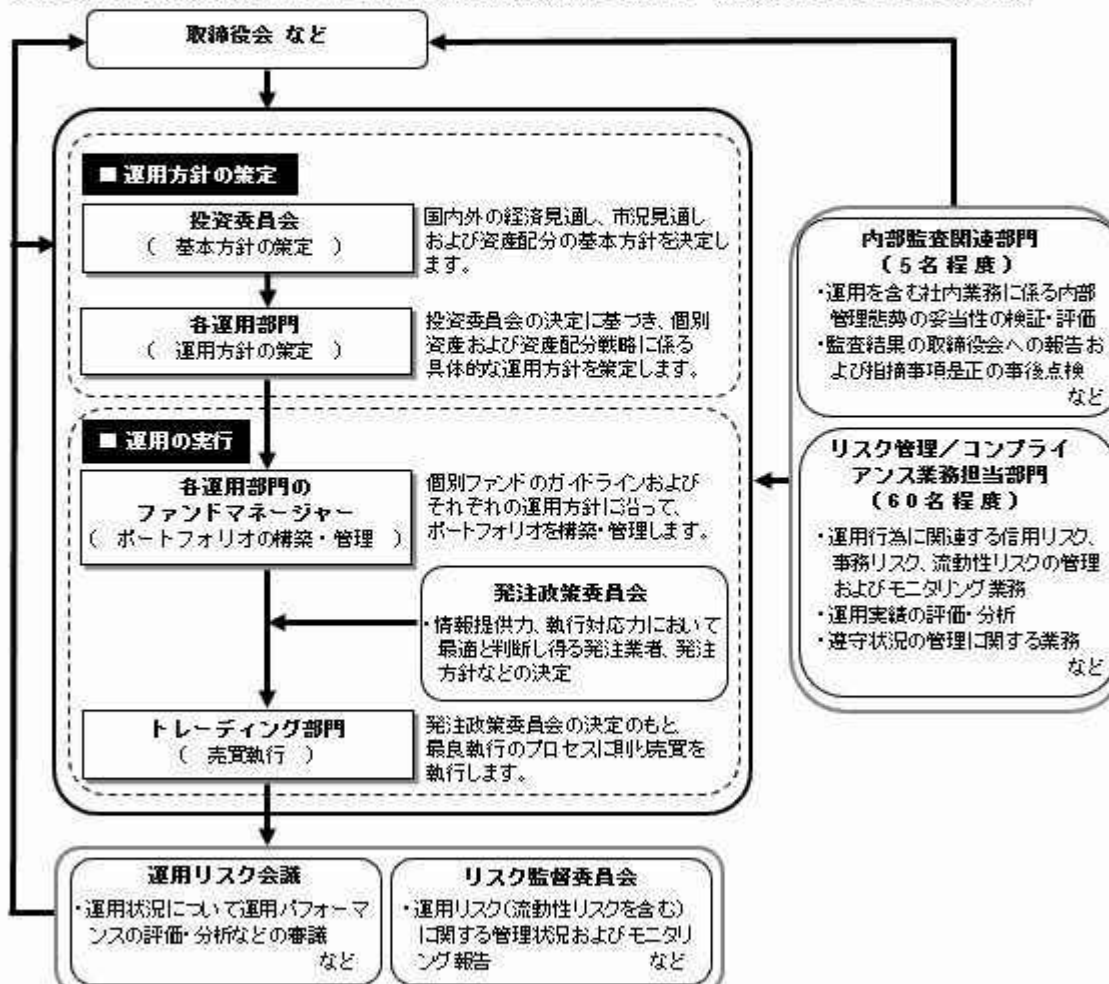 取締役会 など
■ 運用方針の策定
投資委員会
( 基本方針の策定 )
国内外の経済見通し、市況見通し
および資産配分の基本方針を決定し
ます。
各運用部門
( 運用方針の策定 )
投資委員会の決定に基づき、個別
資産および資産配分戦略に係る
具体的な運用方針を策定します。
■ 運用の実行
各運用部門の
ファンドマネージャー
( ポートフォリオの構築・管理 )
個別ファンドのガイドラインおよび
それぞれの運用方針に沿って、
ポートフォリオを構築・管理します。
発注政策委員会
・情報提供力、執行対応力において
最適と判断し得る発注業者、発注
方針などの決定
トレーディング部門
( 売買執行 )
発注政策委員会の決定のもと、
最良執行のプロセスに則り売買を
執行します。
内部監査関連部門
(5名程度)
・運用を含む社内業務に係る内部
管理態勢の妥当性の検証・評価
・監査結果の取締役会への報告お
よび指摘事項是正の事後点検
など
リスク管理/コンプライ
アンス業務担当部門
(60名程度)
・運用行為に関連する信用リスク、
事務リスク、流動性リスクの管理
およびモニタリング業務
・運用実績の評価・分析
・遵守状況の管理に関する業務
など
運用リスク会議
・運用状況について運用パフォーマ
ンスの評価・分析などの審議
など
リスク監督委員会
・運用リスク(流動性リスクを含む)
に関する管理状況およびモニタリ
ング報告 など